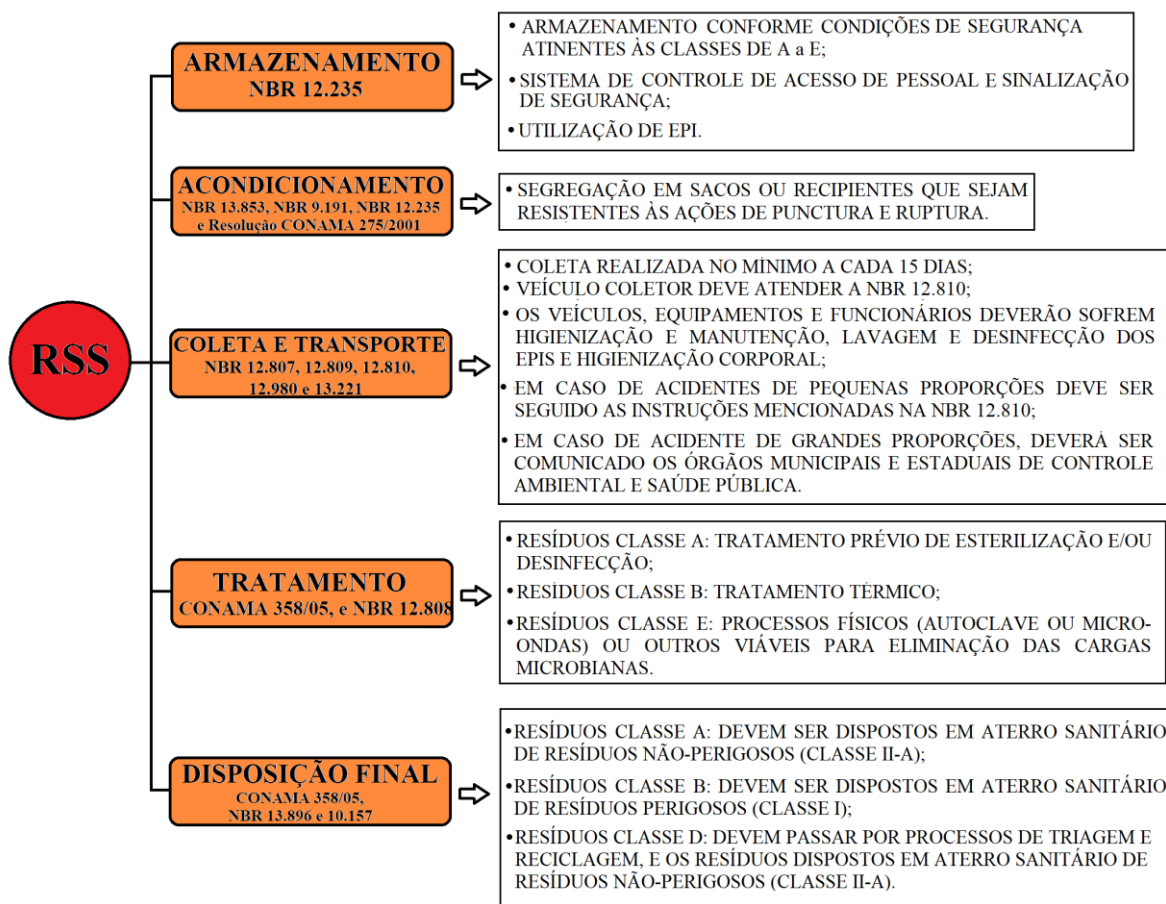 RSS
ARMAZENAMENTO
NBR 12.235
• ARMAZENAMENTO CONFORME CONDIÇÕES DE SEGURANÇA
ATINENTES ÀS CLASSES DE A a E;
• SISTEMA DE CONTROLE DE ACESSO DE PESSOAL E SINALIZAÇÃO
DE SEGURANÇA;
• UTILIZAÇÃO DE EPI.
ACONDICIONAMENTO
NBR 13.853, NBR 9.191, NBR 12.235
e Resolução CONAMA 275/2001
• SEGREGAÇÃO EM SACOS OU RECIPIENTES QUE SEJAM
RESISTENTES ÀS AÇÕES DE PUNCTURA E RUPTURA.
COLETA E TRANSPORTE
NBR 12.807, 12.809, 12.810,
12.980 e 13.221
• COLETA REALIZADA NO MÍNIMO A CADA 15 DIAS;
• VEÍCULO COLETOR DEVE ATENDER A NBR 12.810;
• OS VEÍCULOS, EQUIPAMENTOS E FUNCIONÁRIOS DEVERÃO SOFREM
HIGIENIZAÇÃO E MANUTENÇÃO, LAVAGEM E DESINFECÇÃO DOS
EPIS E HIGIENIZAÇÃO CORPORAL;
• EM CASO DE ACIDENTES DE PEQUENAS PROPORÇÕES DEVE SER
SEGUIDO AS INSTRUÇÕES MENCIONADAS NA NBR 12.810;
• EM CASO DE ACIDENTE DE GRANDES PROPORÇÕES, DEVERÁ SER
COMUNICADO OS ÓRGÃOS MUNICIPAIS E ESTADUAIS DE CONTROLE
AMBIENTAL E SAÚDE PÚBLICA.
TRATAMENTO
CONAMA 358/05, e NBR 12.808
• RESÍDUOS CLASSE A: TRATAMENTO PRÉVIO DE ESTERILIZAÇÃO E/OU
DESINFECÇÃO;
• RESÍDUOS CLASSE B: TRATAMENTO TÉRMICO;
• RESÍDUOS CLASSE E: PROCESSOS FÍSICOS (AUTOCLAVE OU MICRO-
ONDAS) OU OUTROS VIÁVEIS PARA ELIMINAÇÃO DAS CARGAS
MICROBIANAS.
DISPOSIÇÃO FINAL
CONAMA 358/05,
NBR 13.896 e 10.157
• RESÍDUOS CLASSE A: DEVEM SER DISPOSTOS EM ATERRO SANITÁRIO
DE RESÍDUOS NÃO-PERIGOSOS (CLASSE II-A);
• RESÍDUOS CLASSE B: DEVEM SER DISPOSTOS EM ATERRO SANITÁRIO
DE RESÍDUOS PERIGOSOS (CLASSE I);
• RESÍDUOS CLASSE D: DEVEM PASSAR POR PROCESSOS DE TRIAGEM E
RECICLAGEM, E OS RESÍDUOS DISPOSTOS EM ATERRO SANITÁRIO DE
RESÍDUOS NÃO-PERIGOSOS (CLASSE II-A).